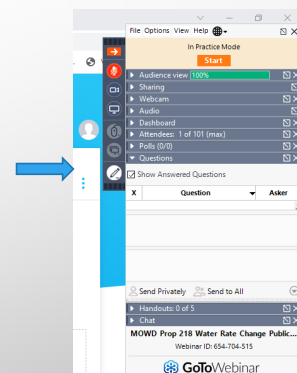 File Options View Help
In Practice Mode
Start
Audience view 100%
Sharing
Webcam
Audio
Dashboard
Attendees: 1 of 101 (max)
Polls (0/0)
Questions
Show Answered Questions
X Question Asker
Send Privately Send to All
Handouts: 0 of 5
Chat
MOWD Prop 218 Water Rate Change Public...
Webinar ID: 654-704-515
GoToWebinar